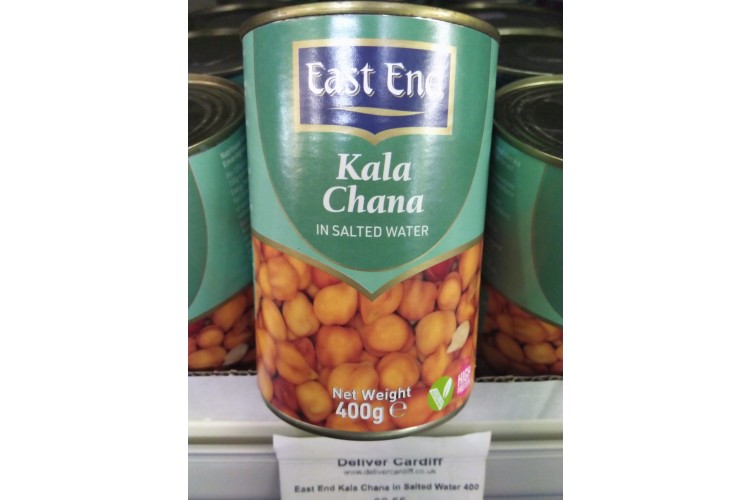 East End
Kala
Chana
IN SALTED WATER
Net Weight
400g e
HIGH
Deliver Cardiff
www.delivercardiff.co.uk
East End Kala Chana in Salted Water 400